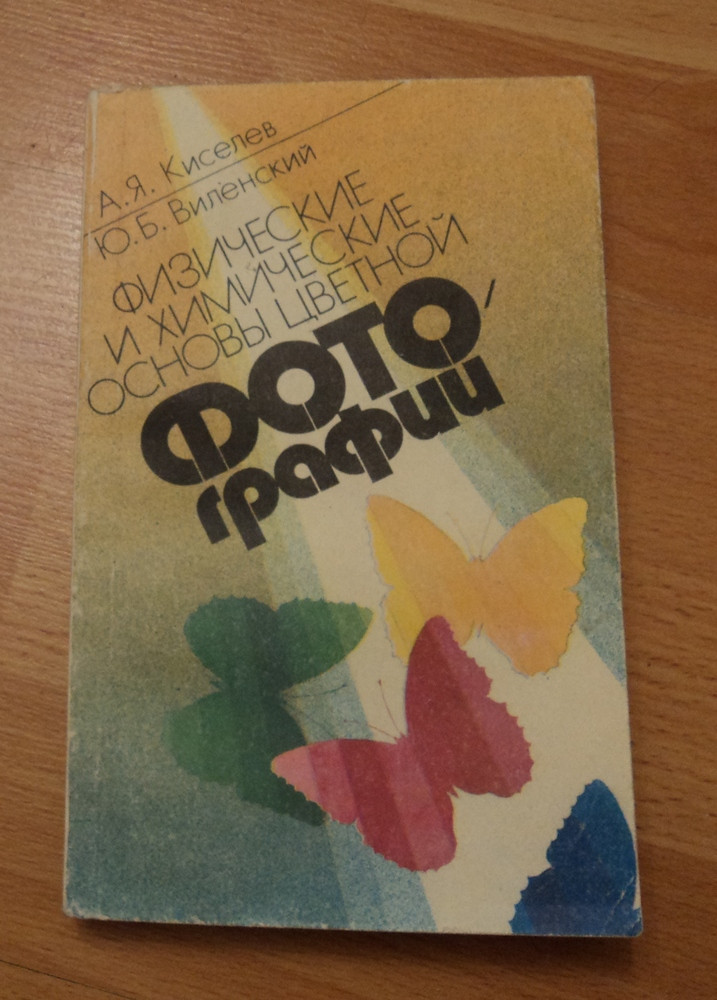 А.Я. Киселев
Ю.Б. Виленский
ФИЗИЧЕСКИЕ
И ХИМИЧЕСКИЕ
ОСНОВЫ ЦВЕТНОЙ
ФОТО
графии